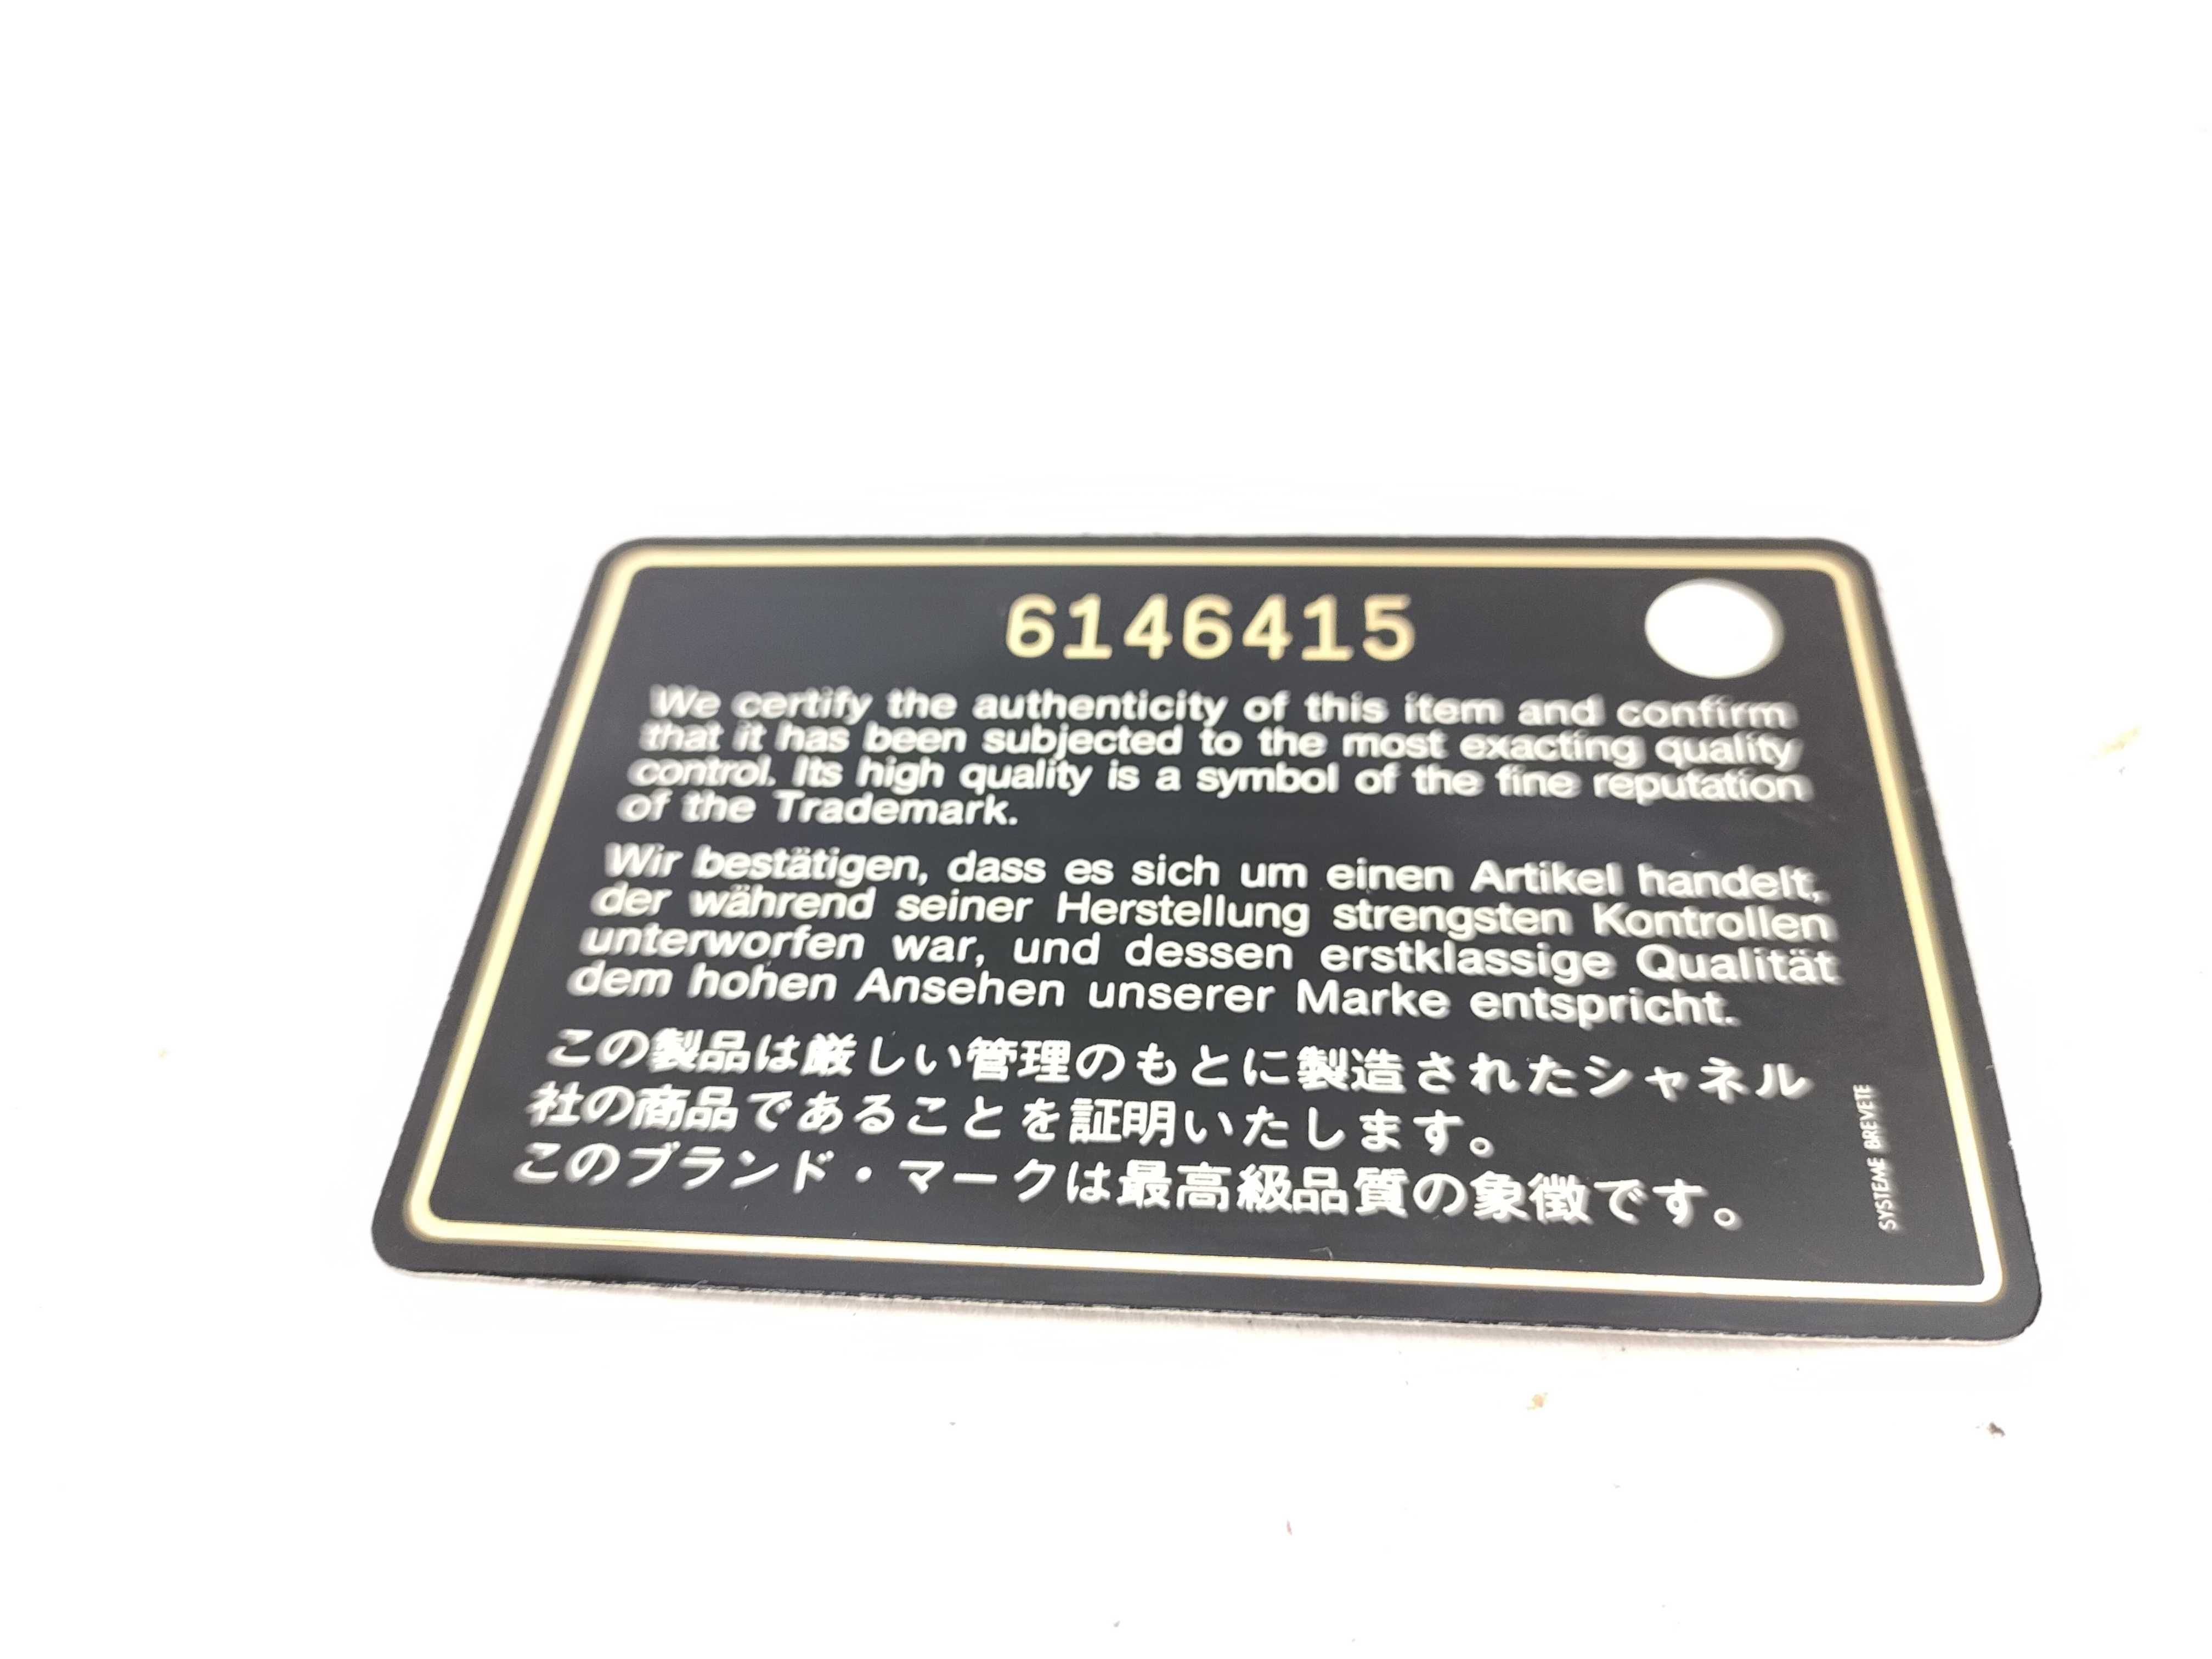 6146415
We certify the authenticity of this item and confirm
that it has been subjected to the most exacting quality
control. Its high quality is a symbol of the fine reputation
of the Trademark.
Wir bestätigen, dass es sich um einen Artikel handelt,
der während seiner Herstellung strengsten Kontrollen
unterworfen war, und dessen erstklassige Qualität
dem hohen Ansehen unserer Marke entspricht.
この製品は厳しい管理のもとに製造されたシャネル
社の商品であることを証明いたします。
このブランド・マークは最高級品質の象徴です。
SYSTEME BREVETE